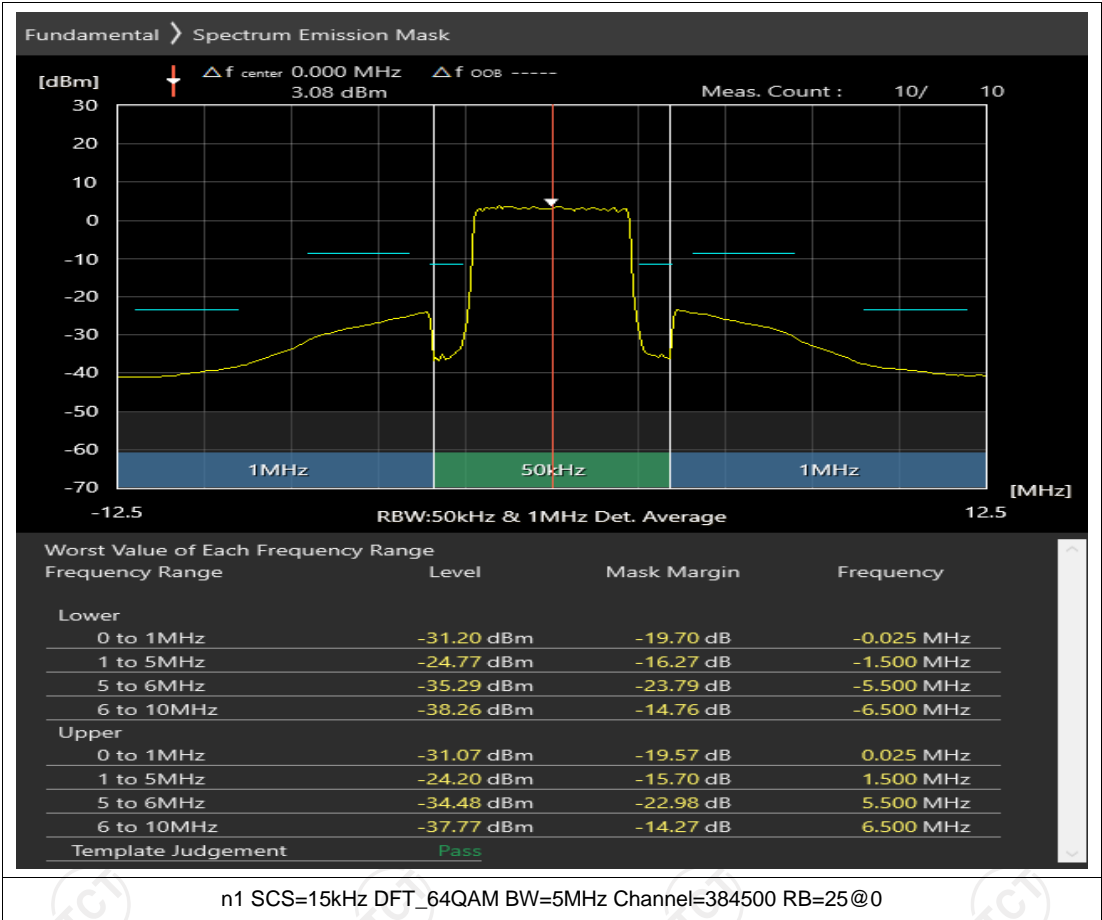 Fundamental ❯ Spectrum Emission Mask
[dBm] △f center 0.000 MHz △f OOB -----
3.08 dBm Meas. Count : 10/ 10
30
20
10
0
-10
-20
-30
-40
-50
-60
1MHz 50kHz 1MHz
-70 [MHz]
-12.5 RBW:50kHz & 1MHz Det. Average 12.5
Worst Value of Each Frequency Range
Frequency Range Level Mask Margin Frequency
Lower
0 to 1MHz -31.20 dBm -19.70 dB -0.025 MHz
1 to 5MHz -24.77 dBm -16.27 dB -1.500 MHz
5 to 6MHz -35.29 dBm -23.79 dB -5.500 MHz
6 to 10MHz -38.26 dBm -14.76 dB -6.500 MHz
Upper
0 to 1MHz -31.07 dBm -19.57 dB 0.025 MHz
1 to 5MHz -24.20 dBm -15.70 dB 1.500 MHz
5 to 6MHz -34.48 dBm -22.98 dB 5.500 MHz
6 to 10MHz -37.77 dBm -14.27 dB 6.500 MHz
Template Judgement Pass
n1 SCS=15kHz DFT_64QAM BW=5MHz Channel=384500 RB=25@0
TCT TCT TCT TCT